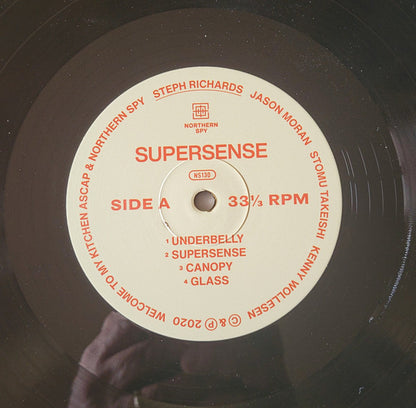 WELCOME TO MY KITCHEN ASCAP & NORTHERN SPY STEPH RICHARDS JASON MORAN STOMU TAKEISHI KENNY WOLLESEN © & ℗ 2020
NORTHERN
SPY
SUPERSENSE
NS130
SIDE A 33⅓ RPM
1 UNDERBELLY
2 SUPERSENSE
3 CANOPY
4 GLASS